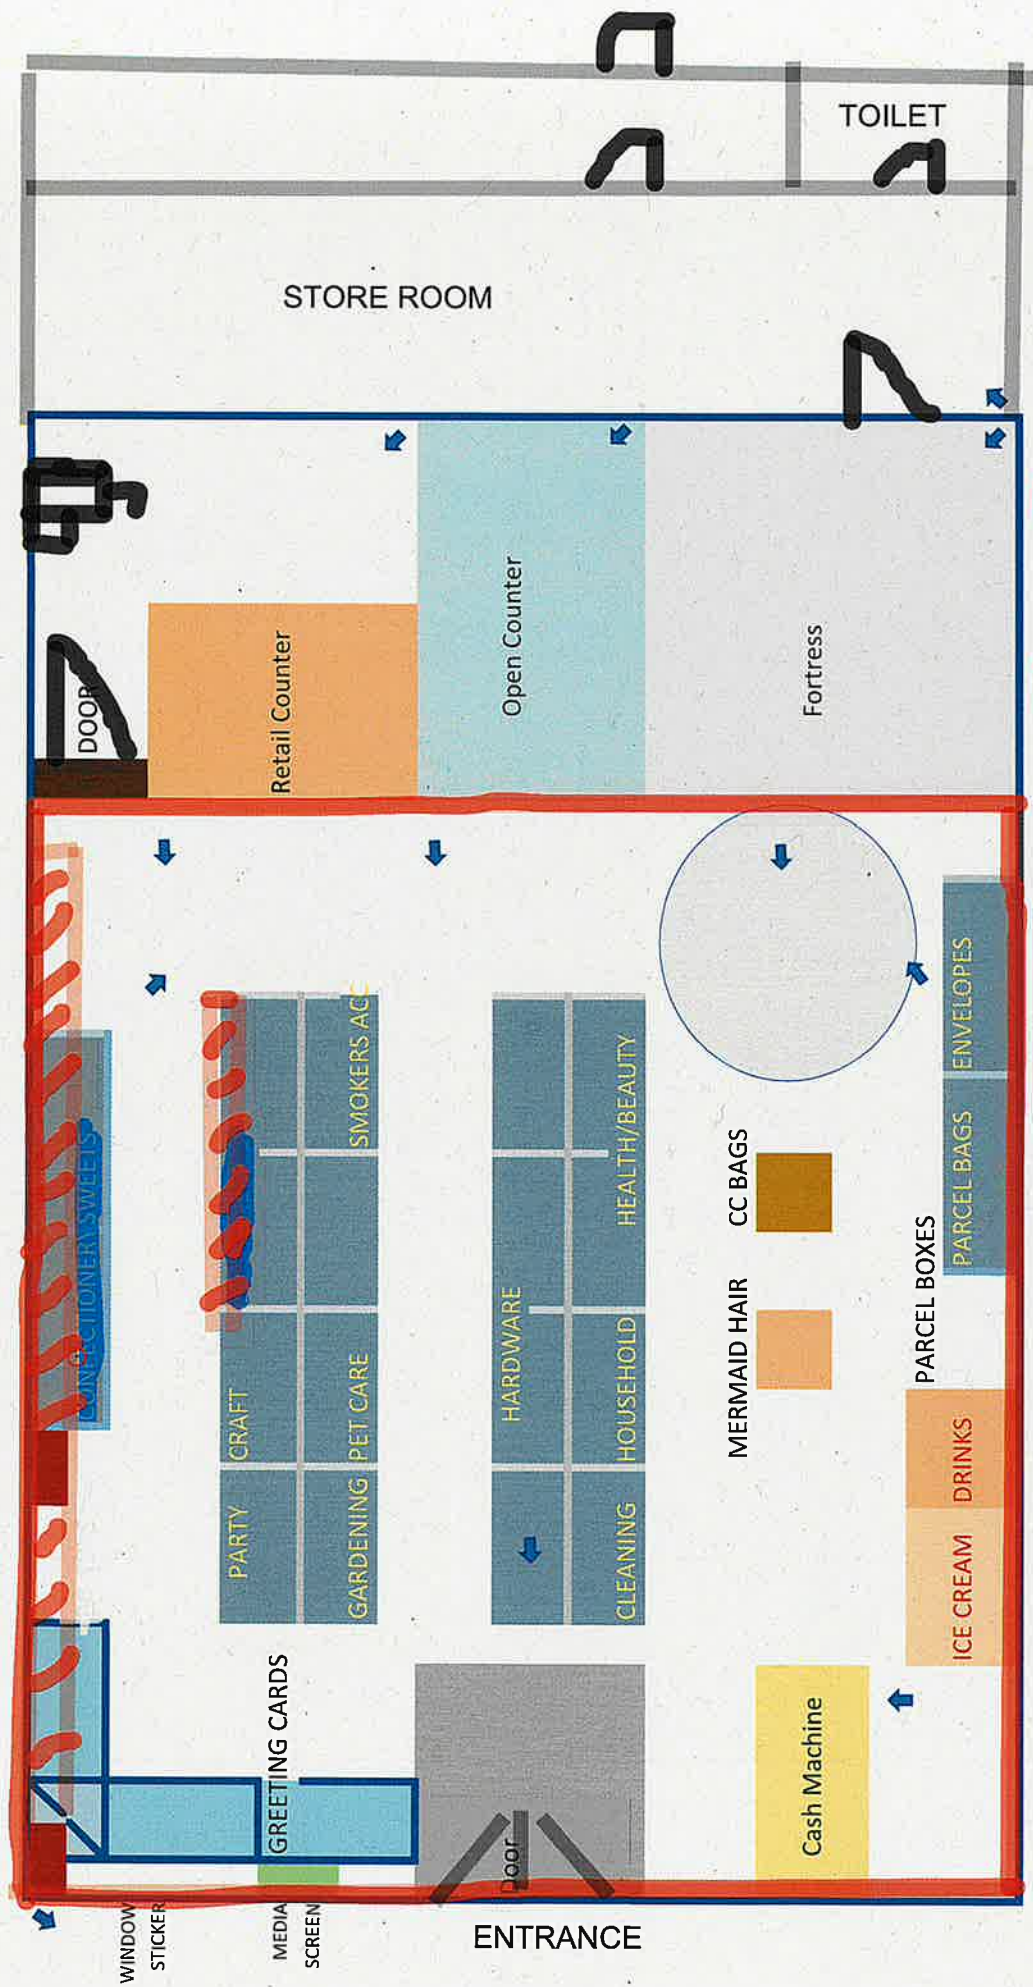 TOILET
STORE ROOM
DOOR
Retail Counter
Open Counter
Fortress
CONFECTIONERY SWEETS
SMOKERS ACC
PARTY
CRAFT
GARDENING
PET CARE
HARDWARE
HEALTH/BEAUTY
CLEANING
HOUSEHOLD
CC BAGS
MERMAID HAIR
ENVELOPES
PARCEL BAGS
PARCEL BOXES
DRINKS
ICE CREAM
GREETING CARDS
Door
Cash Machine
WINDOW
STICKER
MEDIA
SCREEN
ENTRANCE